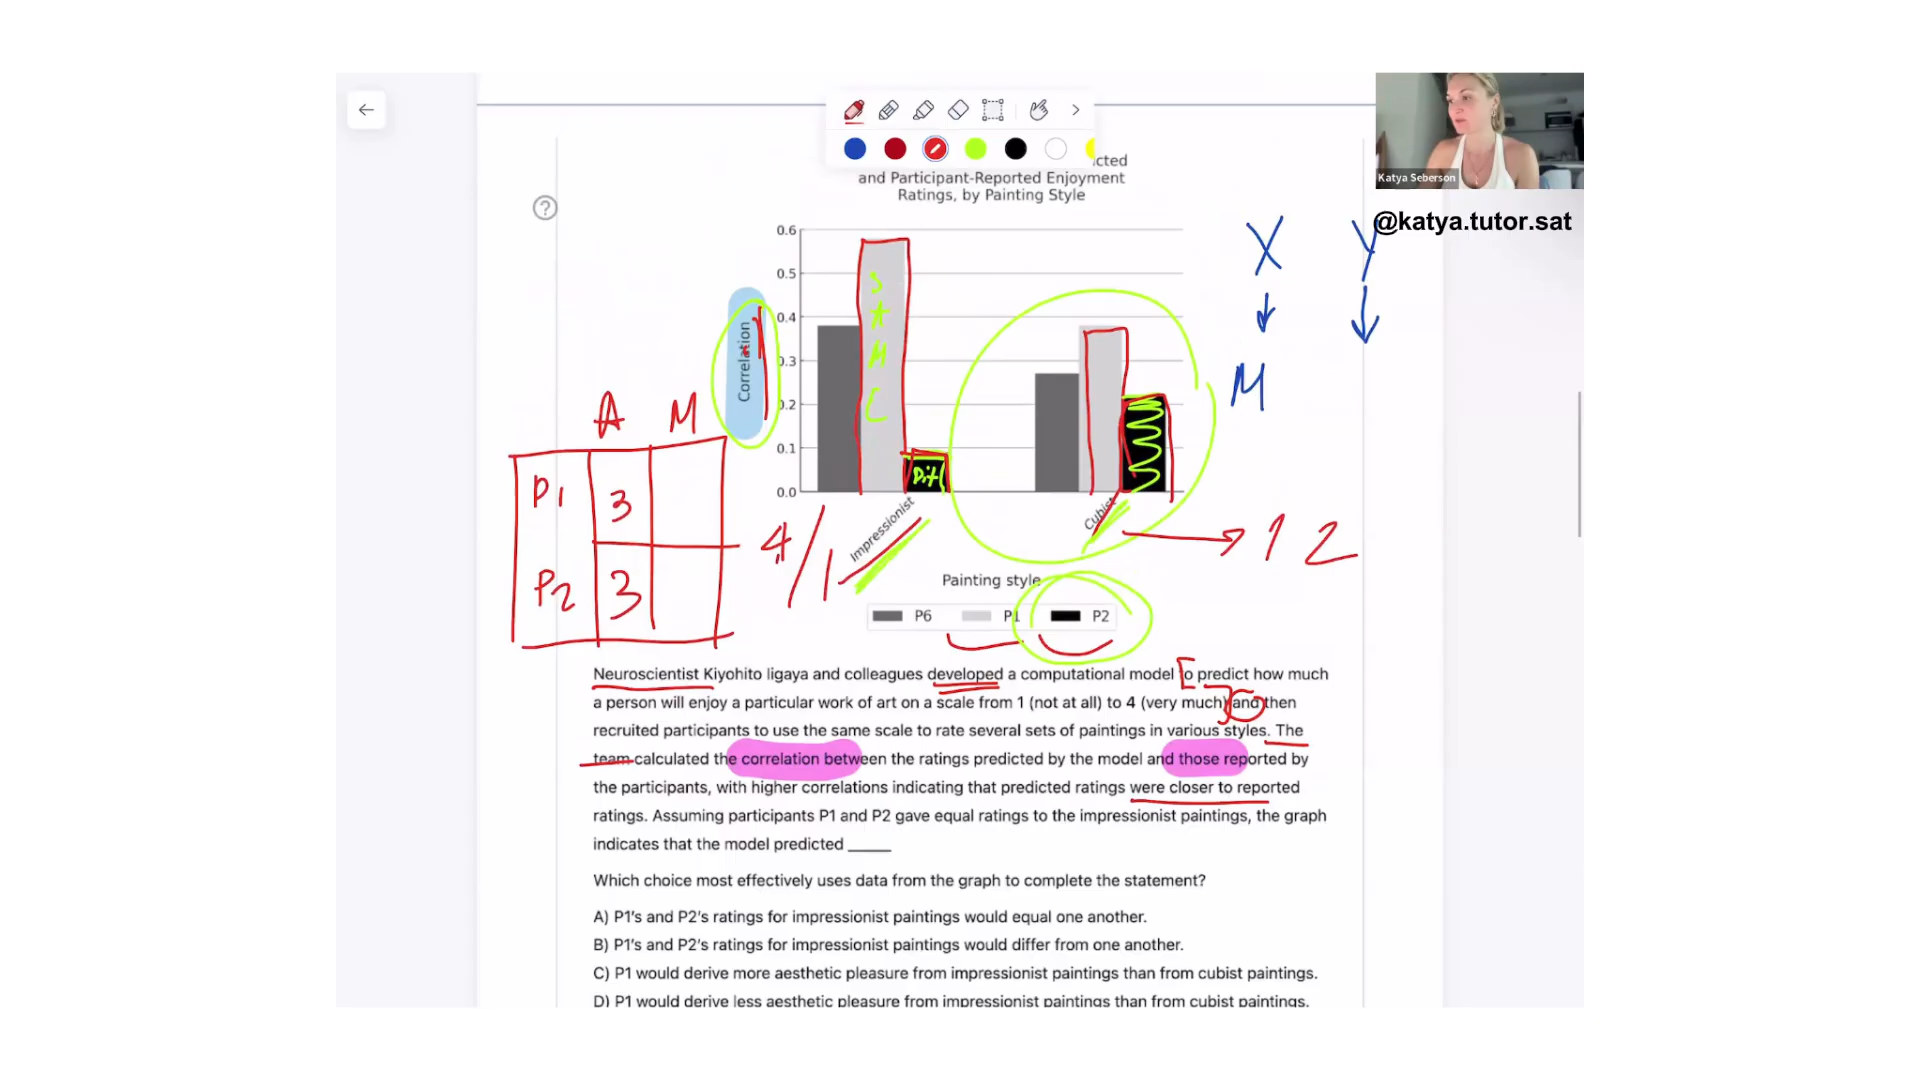 Katya Seberson
@katya.tutor.sat
icted
and Participant-Reported Enjoyment
Ratings, by Painting Style
0.6
0.5
0.4
0.3
0.2
0.1
0.0
Correlation
SAME
Dif
X Y
M
A M
P1 3
P2 3
4/1
1 2
Impressionist
Cubist
Painting style
P6 P1 P2
Neuroscientist Kiyohito Iigaya and colleagues developed a computational model to predict how much
a person will enjoy a particular work of art on a scale from 1 (not at all) to 4 (very much) and then
recruited participants to use the same scale to rate several sets of paintings in various styles. The
team calculated the correlation between the ratings predicted by the model and those reported by
the participants, with higher correlations indicating that predicted ratings were closer to reported
ratings. Assuming participants P1 and P2 gave equal ratings to the impressionist paintings, the graph
indicates that the model predicted _____
Which choice most effectively uses data from the graph to complete the statement?
A) P1's and P2's ratings for impressionist paintings would equal one another.
B) P1's and P2's ratings for impressionist paintings would differ from one another.
C) P1 would derive more aesthetic pleasure from impressionist paintings than from cubist paintings.
D) P1 would derive less aesthetic pleasure from impressionist paintings than from cubist paintings.